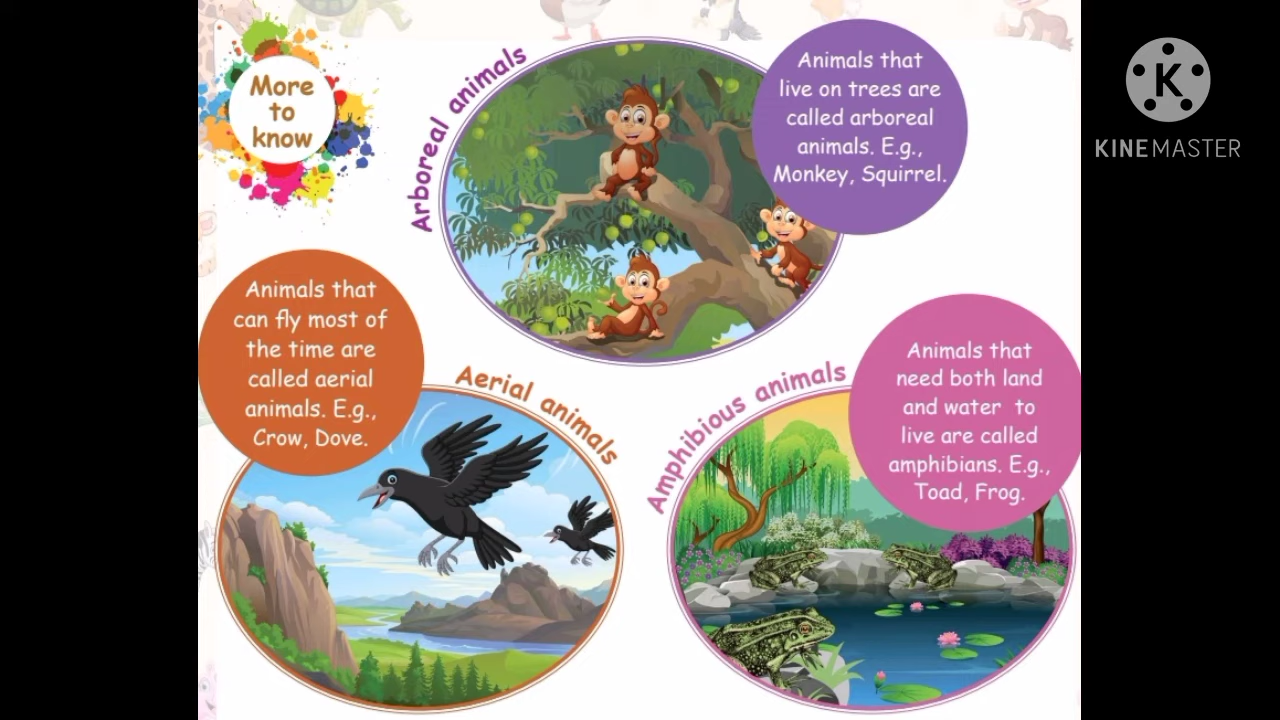 More
to
know
Arboreal animals
Animals that
live on trees are
called arboreal
animals. E.g.,
Monkey, Squirrel.
Animals that
can fly most of
the time are
called aerial
animals. E.g.,
Crow, Dove.
Aerial animals
Amphibious animals
Animals that
need both land
and water to
live are called
amphibians. E.g.,
Toad, Frog.
K
KINEMASTER